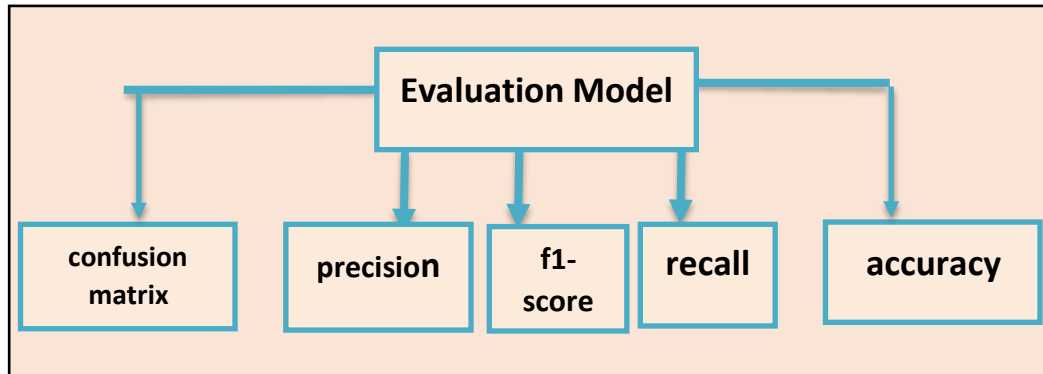 Evaluation Model
confusion
matrix
precision
f1-
score
recall
accuracy